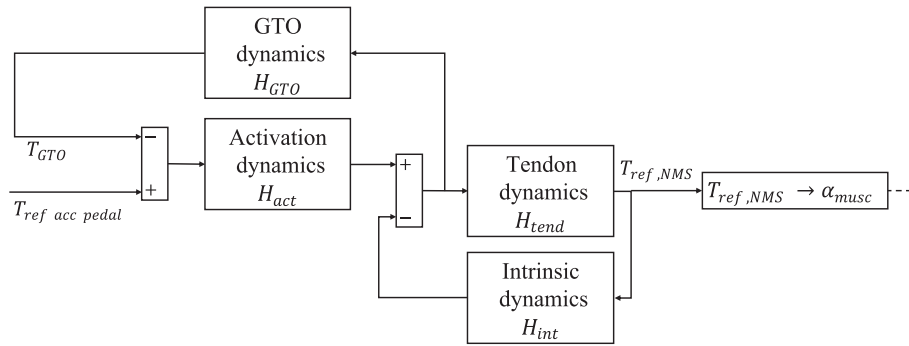 GTO
dynamics
H_GTO
T_GTO
−
+
T_ref acc pedal
Activation
dynamics
H_act
+
−
Tendon
dynamics
H_tend
T_ref,NMS
T_ref,NMS → α_musc
Intrinsic
dynamics
H_int